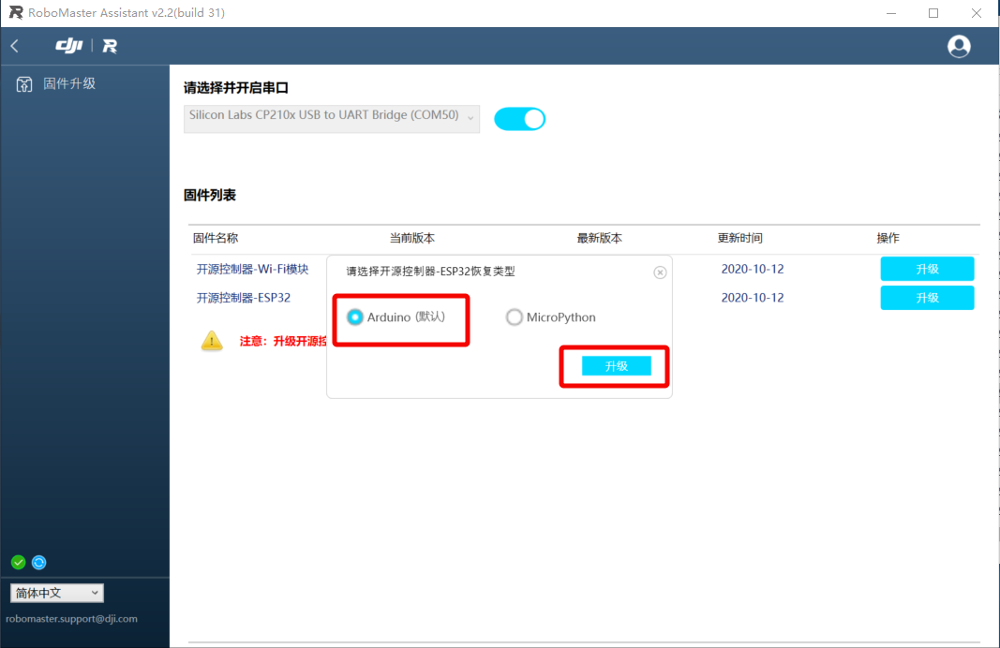 RoboMaster Assistant v2.2(build 31)
dji
固件升级
请选择并开启串口
Silicon Labs CP210x USB to UART Bridge (COM50)
固件列表
固件名称 当前版本 最新版本 更新时间 操作
开源控制器-Wi-Fi模块 2020-10-12 升级
开源控制器-ESP32 2020-10-12 升级
注意：升级开源控
请选择开源控制器-ESP32恢复类型
Arduino (默认) MicroPython
升级
简体中文
robomaster.support@dji.com